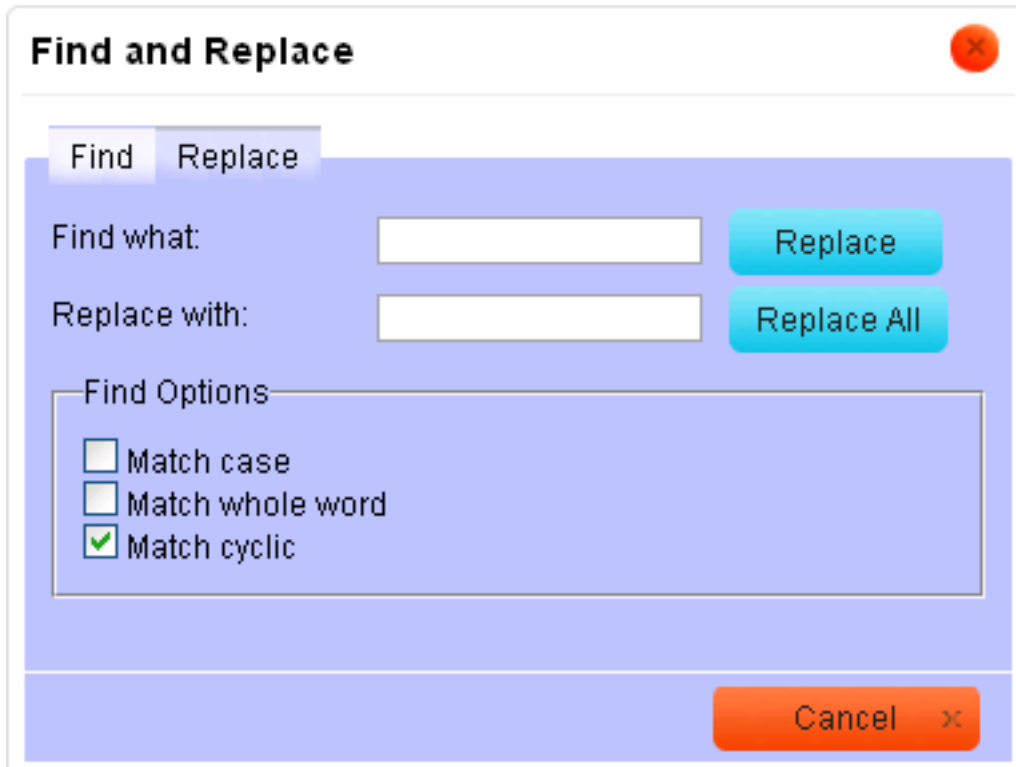 Find and Replace
Find Replace
Find what: Replace
Replace with: Replace All
Find Options
Match case
Match whole word
Match cyclic
Cancel